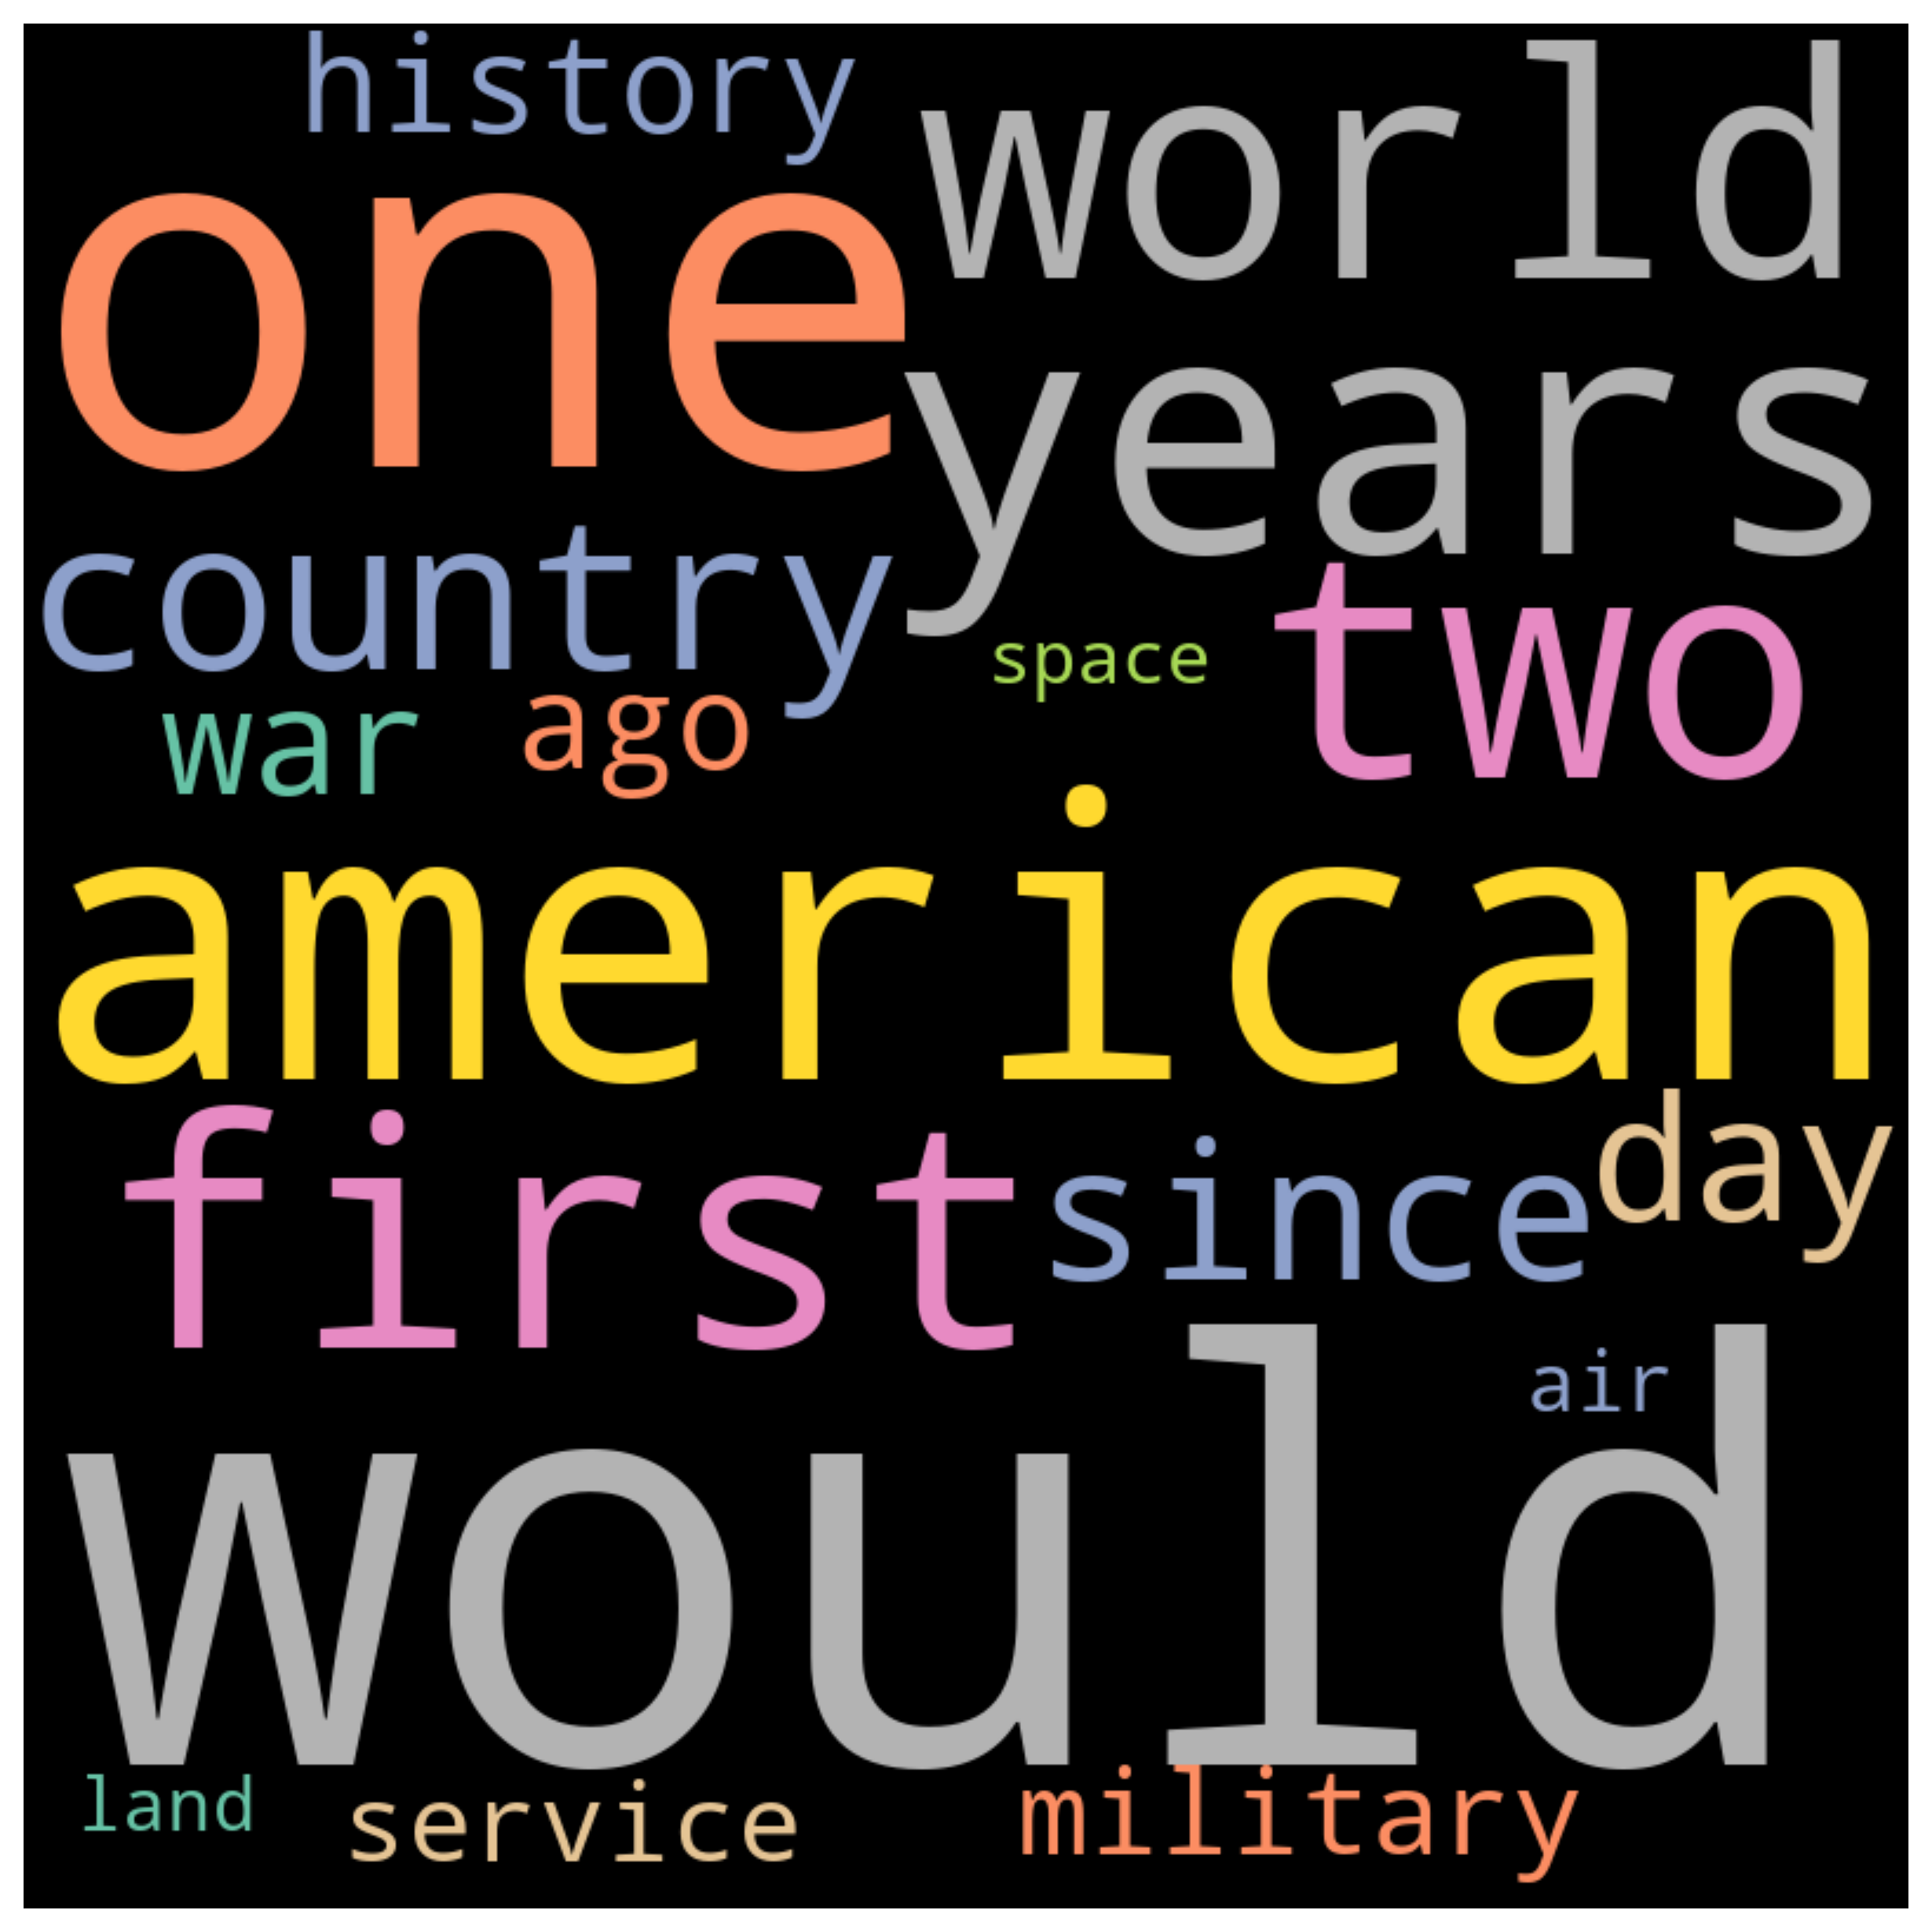 history
world
one
years
country
two
space
war
ago
american
first
since
day
would
air
land
service
military